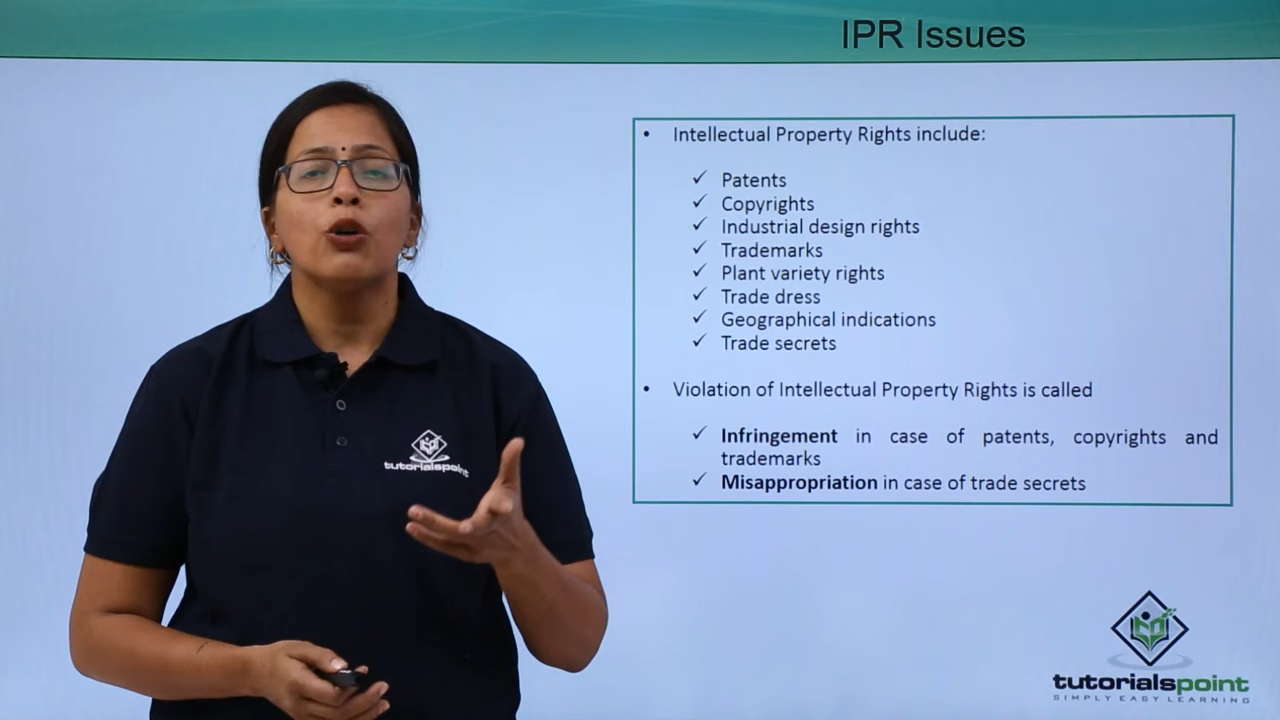 IPR Issues
• Intellectual Property Rights include:
✓ Patents
✓ Copyrights
✓ Industrial design rights
✓ Trademarks
✓ Plant variety rights
✓ Trade dress
✓ Geographical indications
✓ Trade secrets
• Violation of Intellectual Property Rights is called
✓ Infringement in case of patents, copyrights and
trademarks
✓ Misappropriation in case of trade secrets
tutorialspoint
tutorialspoint
SIMPLY EASY LEARNING